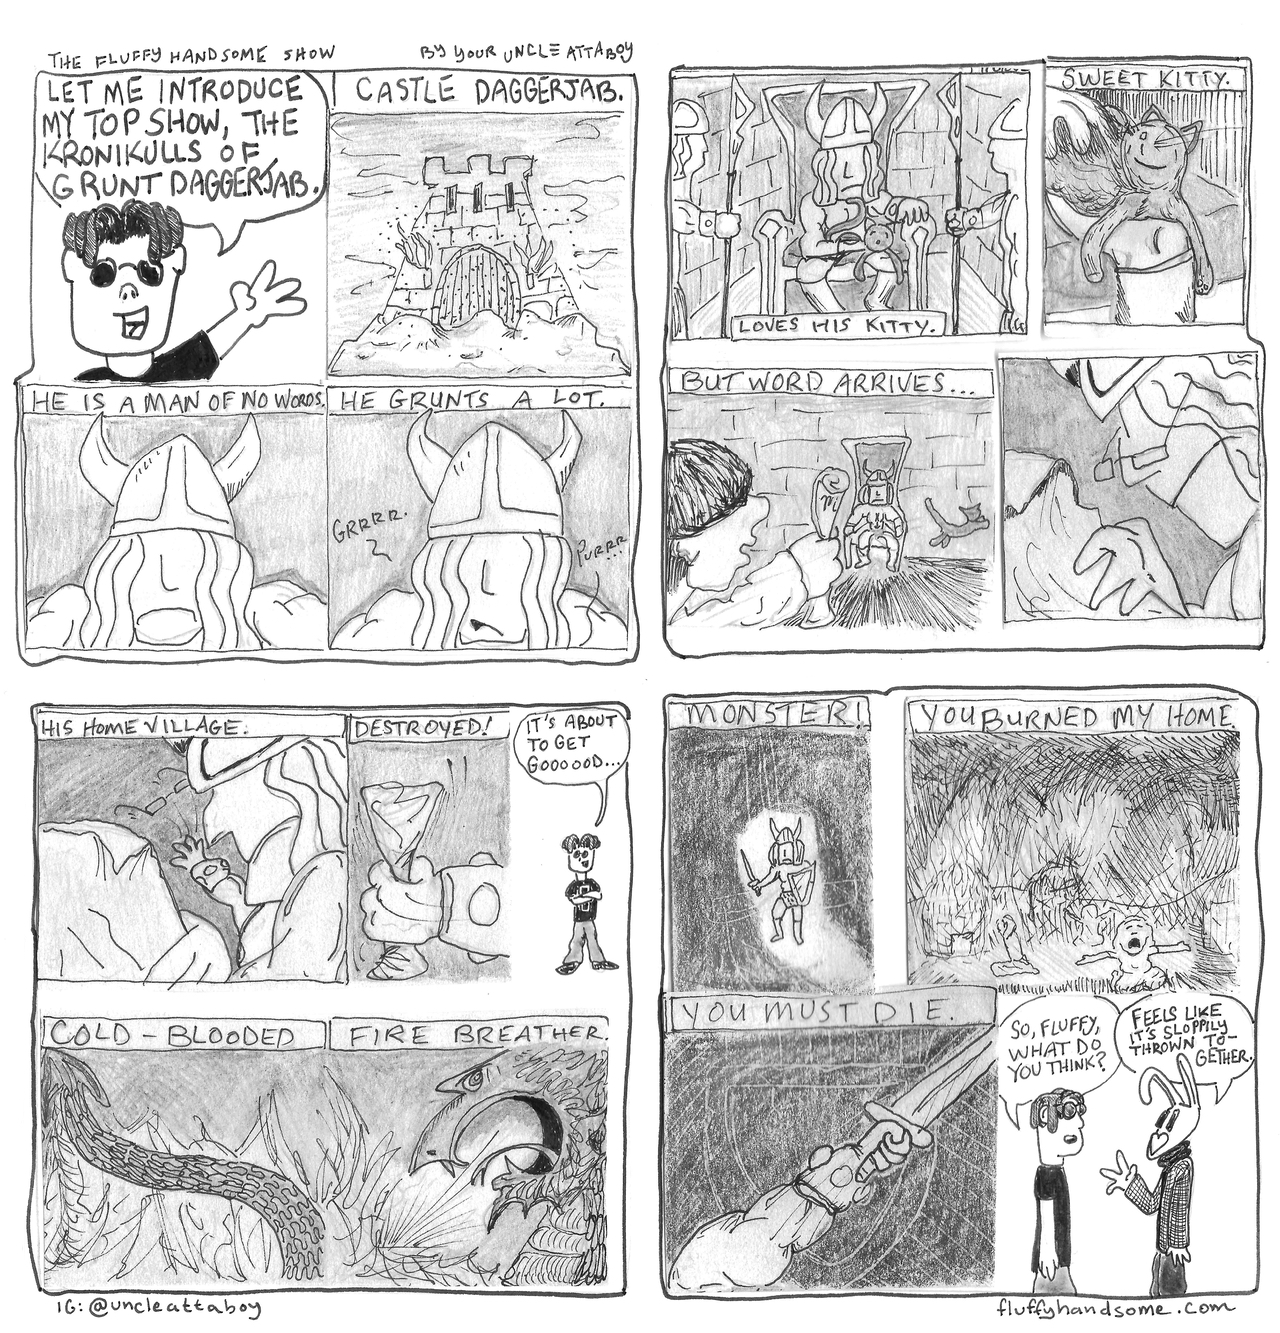 THE FLUFFY HANDSOME SHOW
BY YOUR UNCLE ATTABOY
LET ME INTRODUCE
MY TOP SHOW, THE
KRONIKULLS OF
GRUNT DAGGERJAB.
CASTLE DAGGERJAB.
HE IS A MAN OF NO WORDS.
HE GRUNTS A LOT.
GRRRR.
PURRR...
LOVES HIS KITTY.
SWEET KITTY.
BUT WORD ARRIVES...
HIS HOME VILLAGE.
DESTROYED!
IT'S ABOUT
TO GET
GOOOOOD...
COLD-BLOODED
FIRE BREATHER.
MONSTER!
YOU BURNED MY HOME.
YOU MUST DIE.
SO, FLUFFY,
WHAT DO
YOU THINK?
FEELS LIKE
IT'S SLOPPILY
THROWN TO-
GETHER.
IG: @uncleattaboy
fluffyhandsome.com